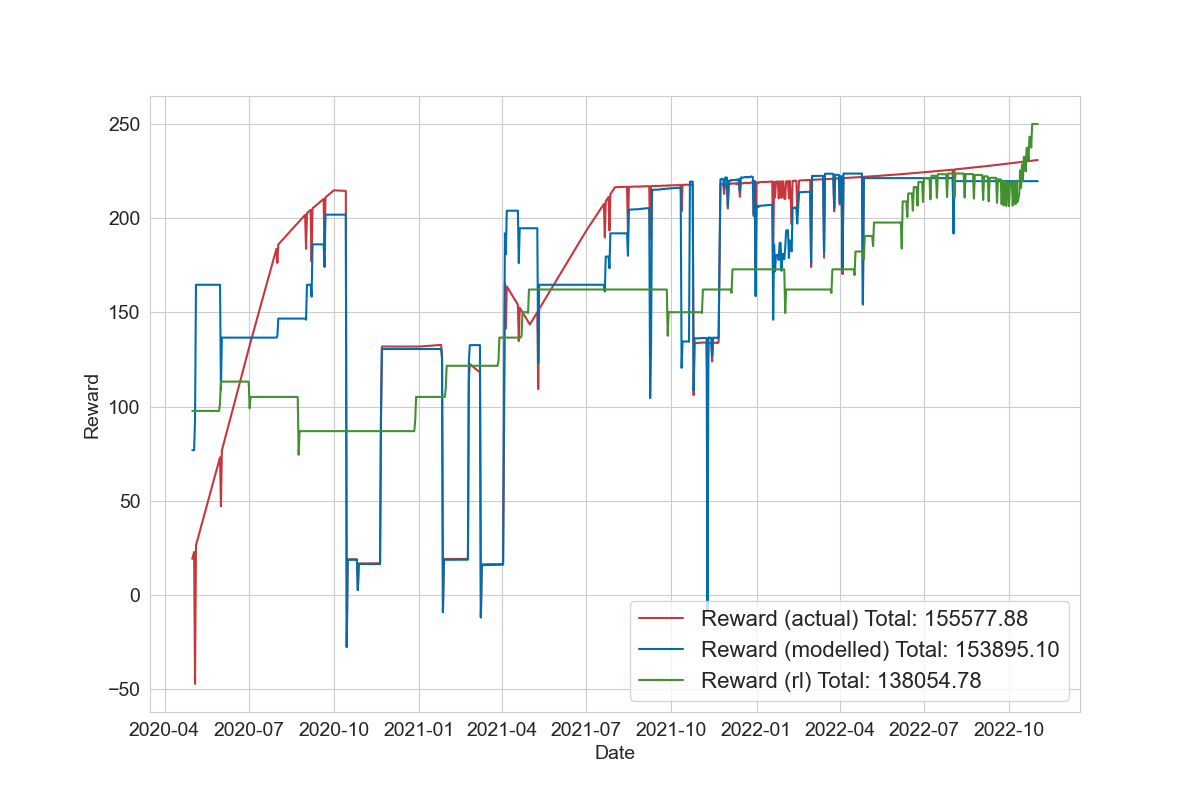 250
200
150
100
50
0
−50
Reward
2020-04 2020-07 2020-10 2021-01 2021-04 2021-07 2021-10 2022-01 2022-04 2022-07 2022-10
Date
Reward (actual) Total: 155577.88
Reward (modelled) Total: 153895.10
Reward (rl) Total: 138054.78